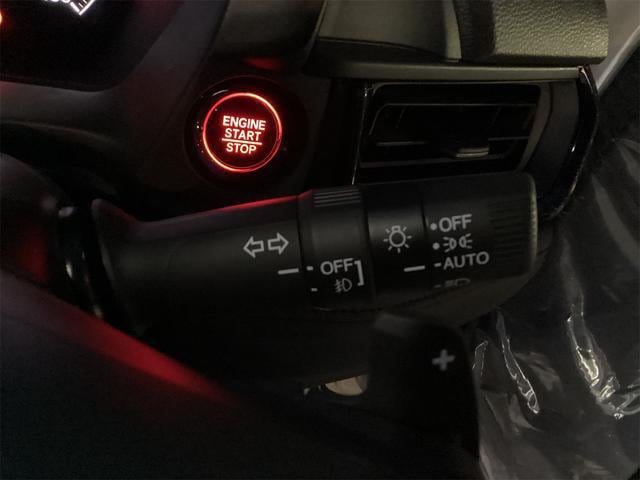 ENGINE
START
STOP
OFF
OFF
AUTO
+